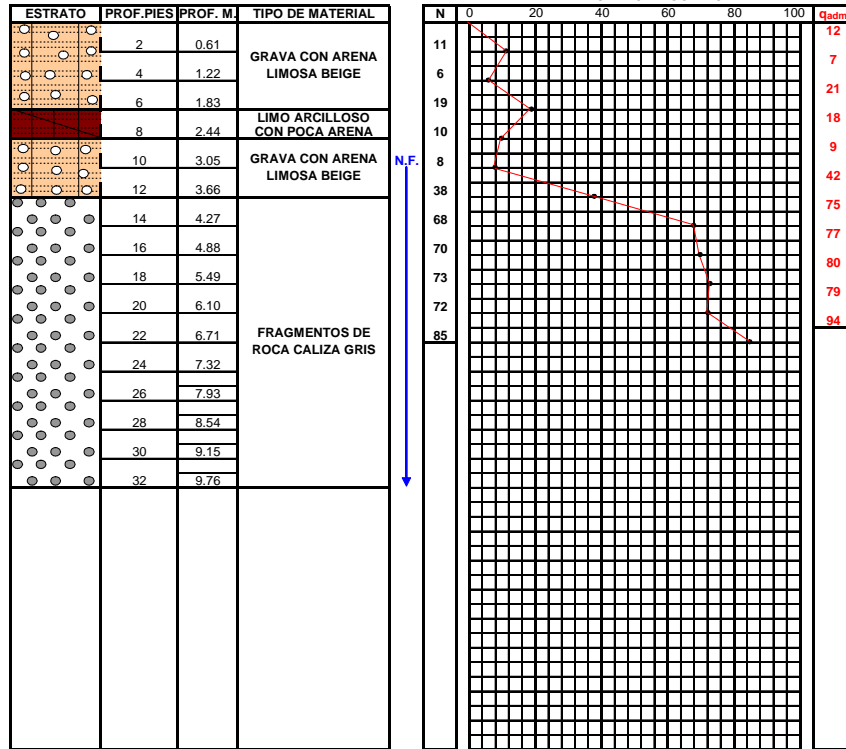 ESTRATO PROF.PIES PROF. M. TIPO DE MATERIAL N 0 20 40 60 80 100 qadm
12
2 0.61 11
GRAVA CON ARENA 7
4 1.22 LIMOSA BEIGE 6
21
6 1.83 19
LIMO ARCILLOSO 18
8 2.44 CON POCA ARENA 10
9
10 3.05 GRAVA CON ARENA N.F. 8
LIMOSA BEIGE 42
12 3.66 38
75
14 4.27 68
77
16 4.88 70
80
18 5.49 73
79
20 6.10 72
94
22 6.71 FRAGMENTOS DE 85
ROCA CALIZA GRIS
24 7.32
26 7.93
28 8.54
30 9.15
32 9.76